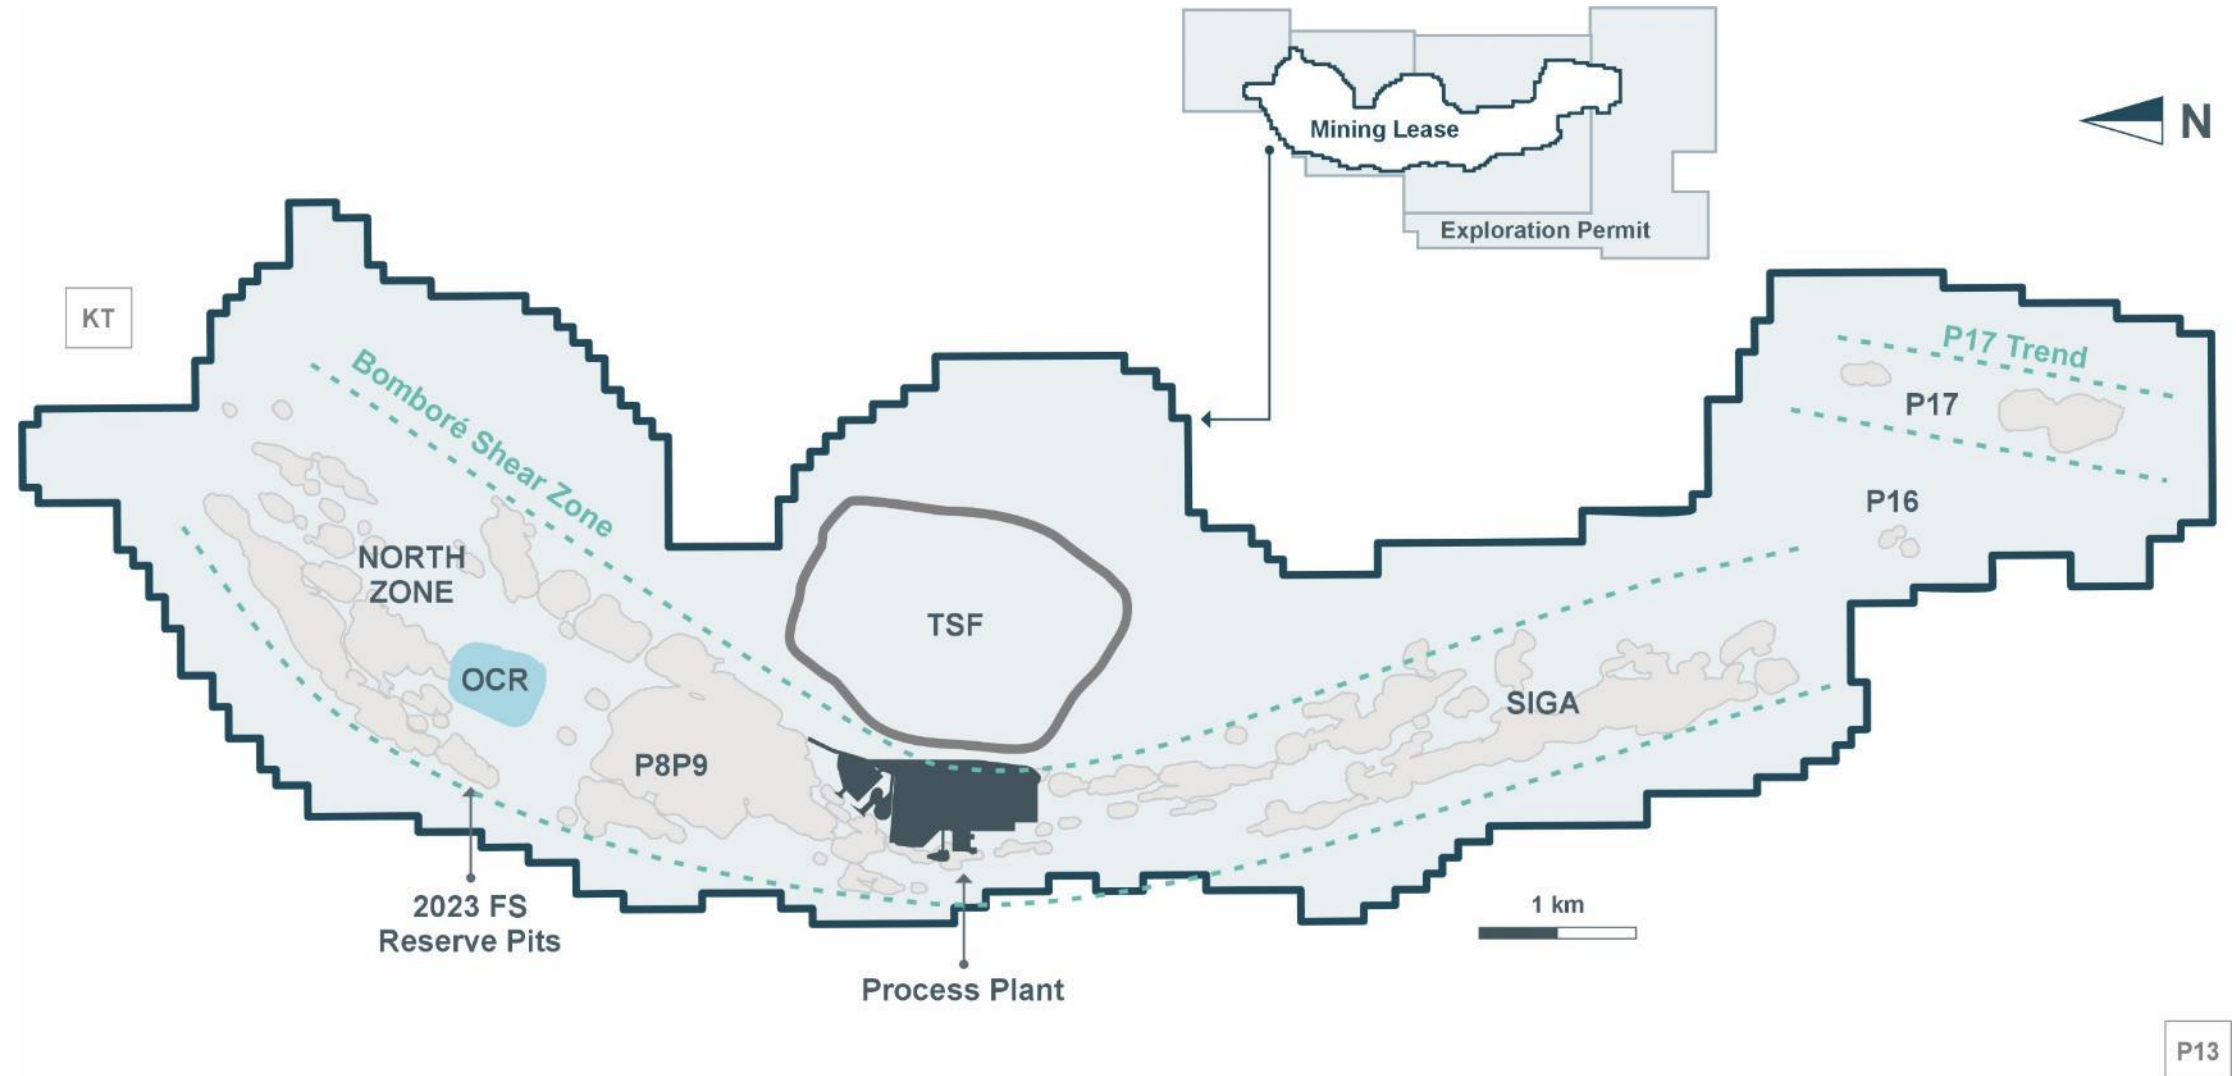 Mining Lease
N
Exploration Permit
KT
Bomboré Shear Zone
P17 Trend
P17
P16
NORTH
ZONE
TSF
OCR
SIGA
P8P9
2023 FS
Reserve Pits
1 km
Process Plant
P13